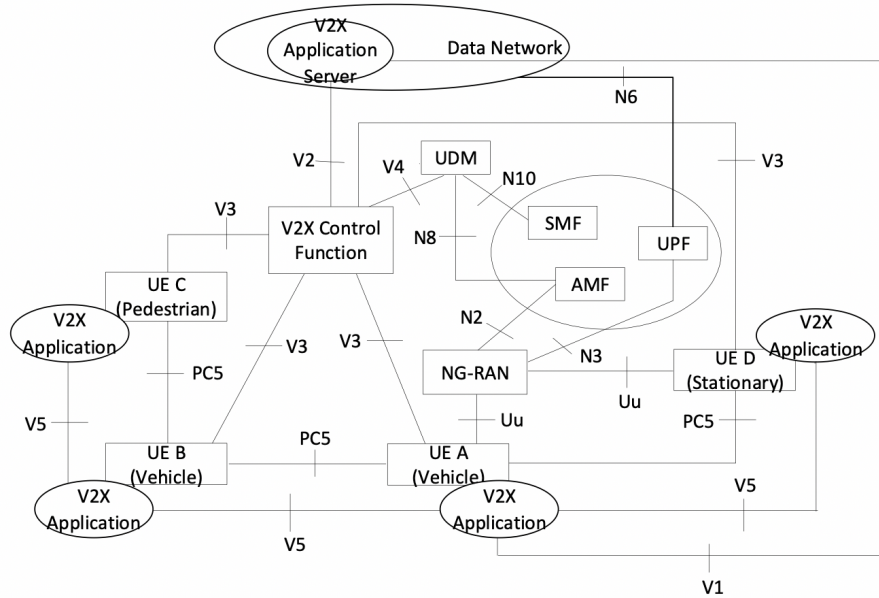 V2X
Application
Server
Data Network
N6
V2
V4
UDM
N10
V3
V3
V2X Control
Function
N8
SMF
UPF
AMF
UE C
(Pedestrian)
V2X
Application
N2
N3
V3
V3
PC5
NG-RAN
Uu
UE D
(Stationary)
V2X
Application
V5
Uu
PC5
PC5
UE B
(Vehicle)
UE A
(Vehicle)
V2X
Application
V2X
Application
V5
V5
V1